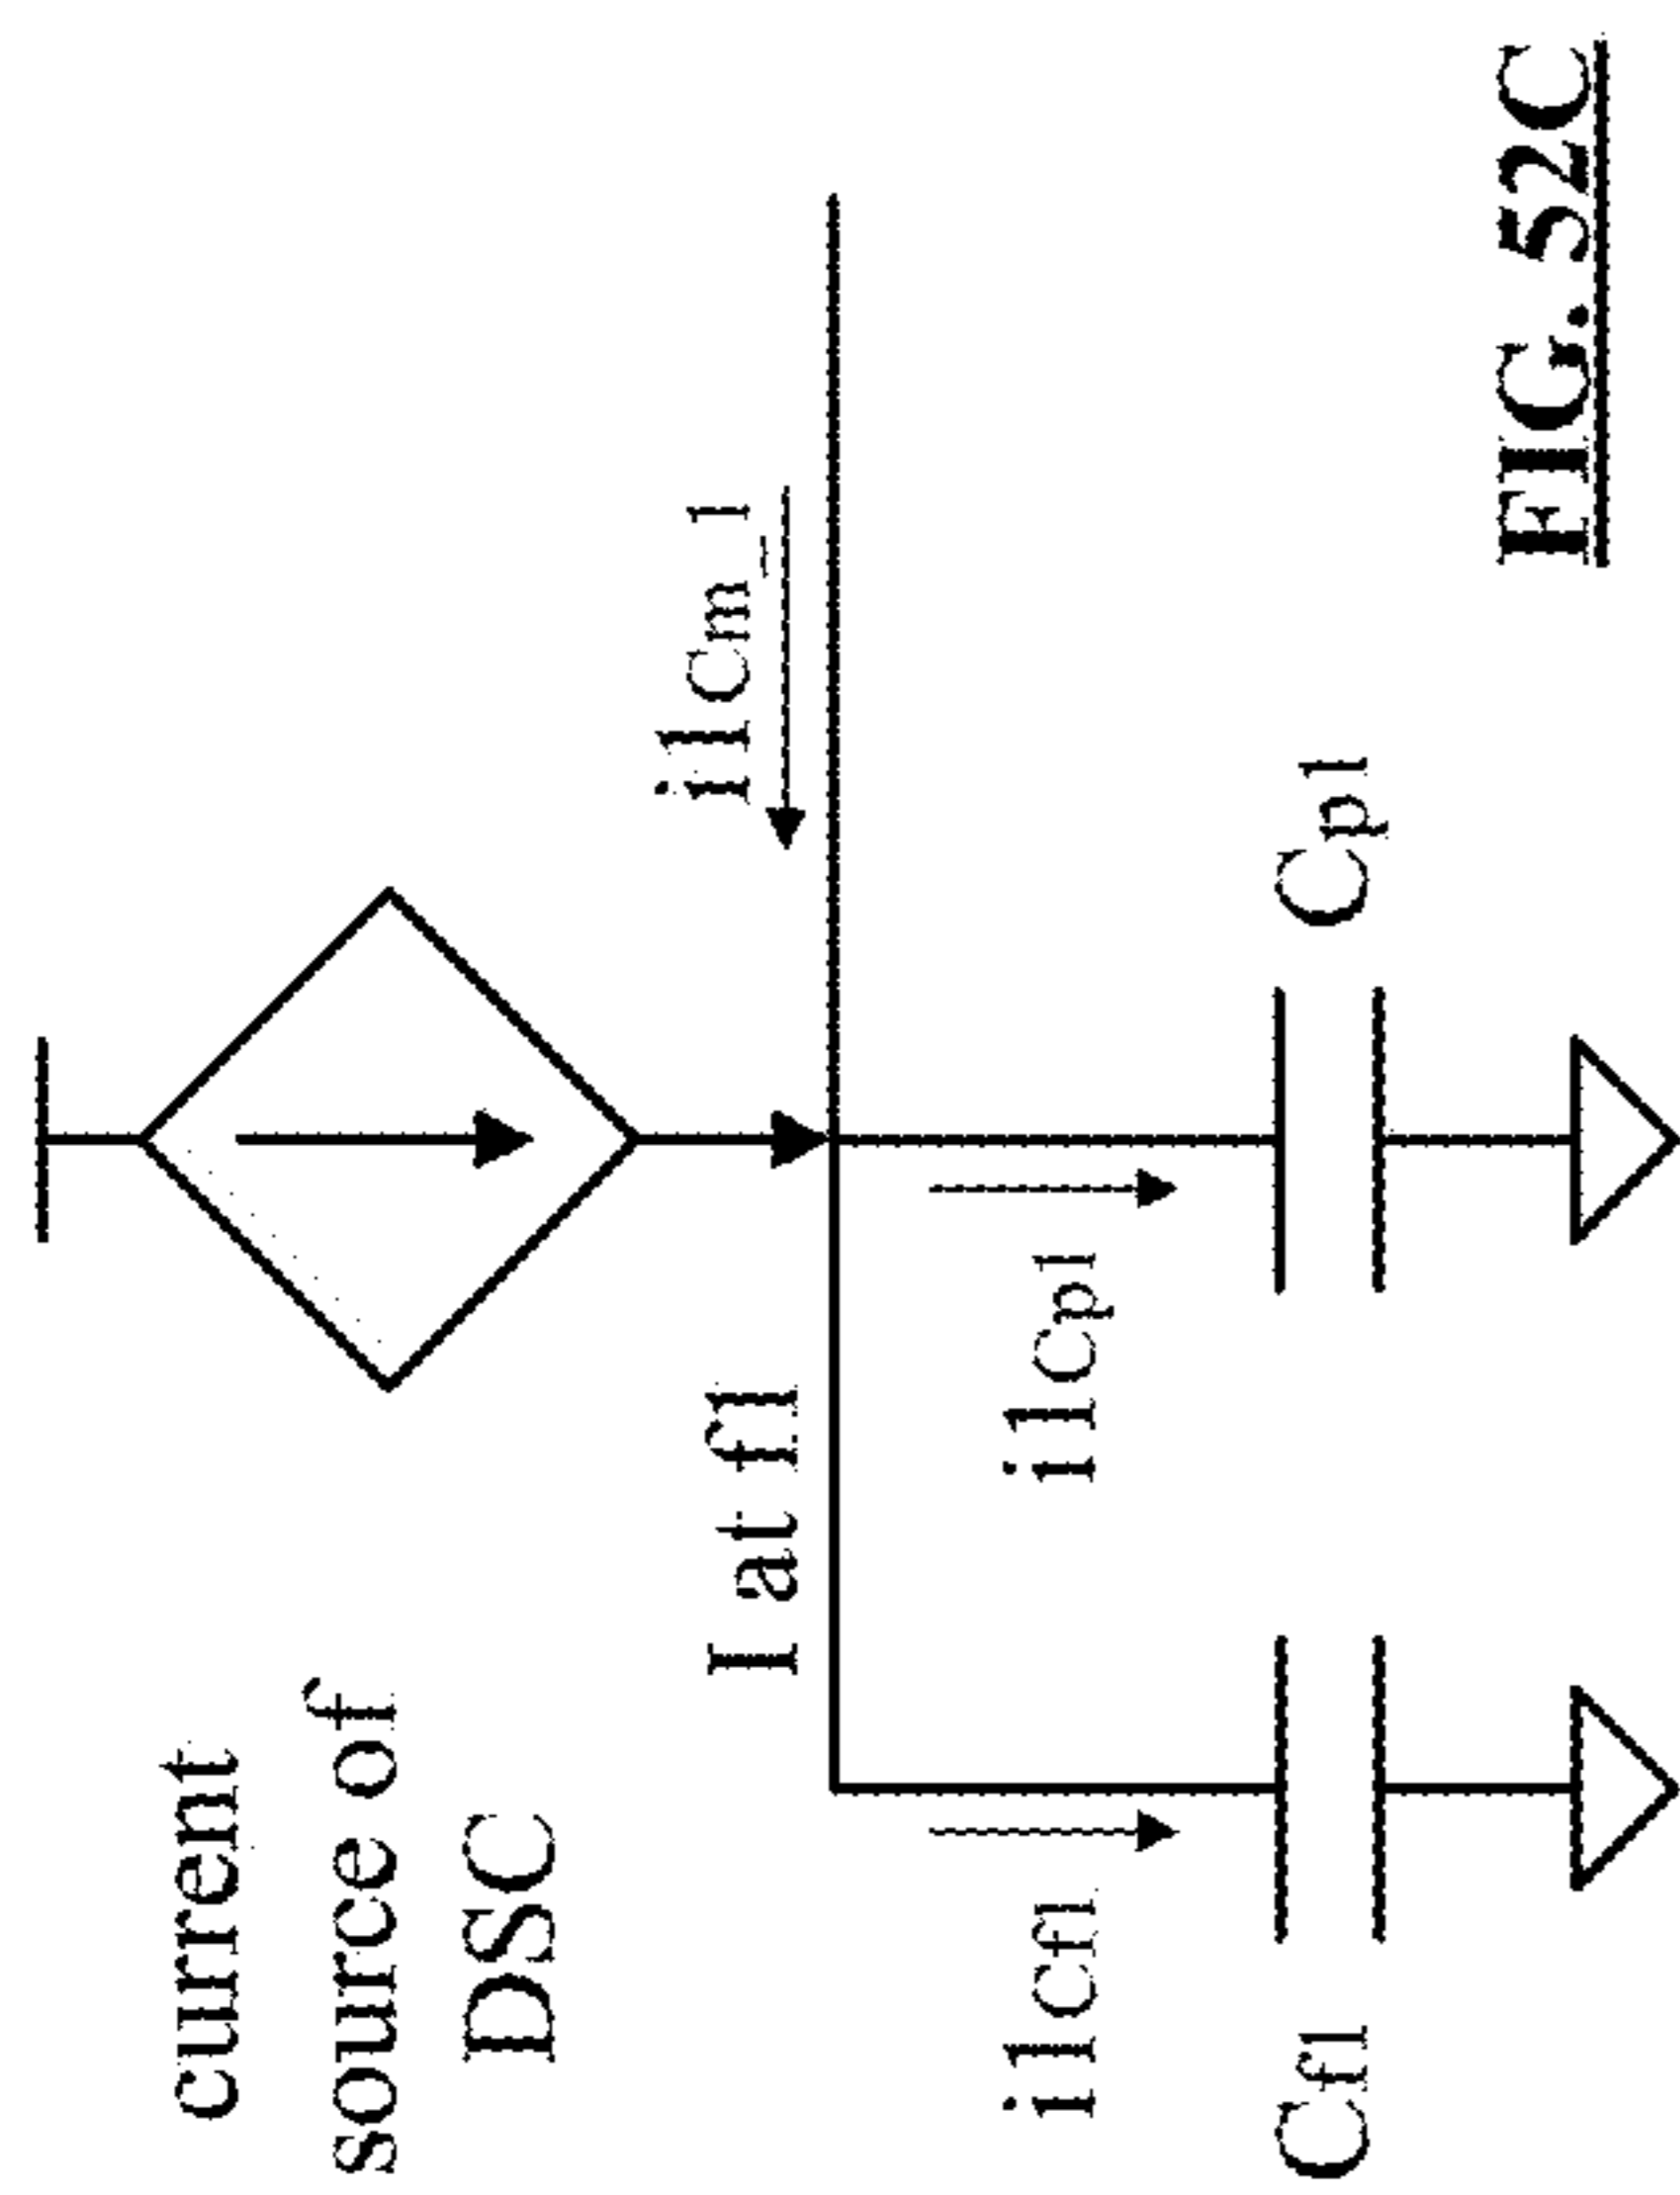 current
source of
DSC
I at f1
i1Cm_1
i1Cf1
i1Cp1
Cf1
Cp1
FIG. 52C